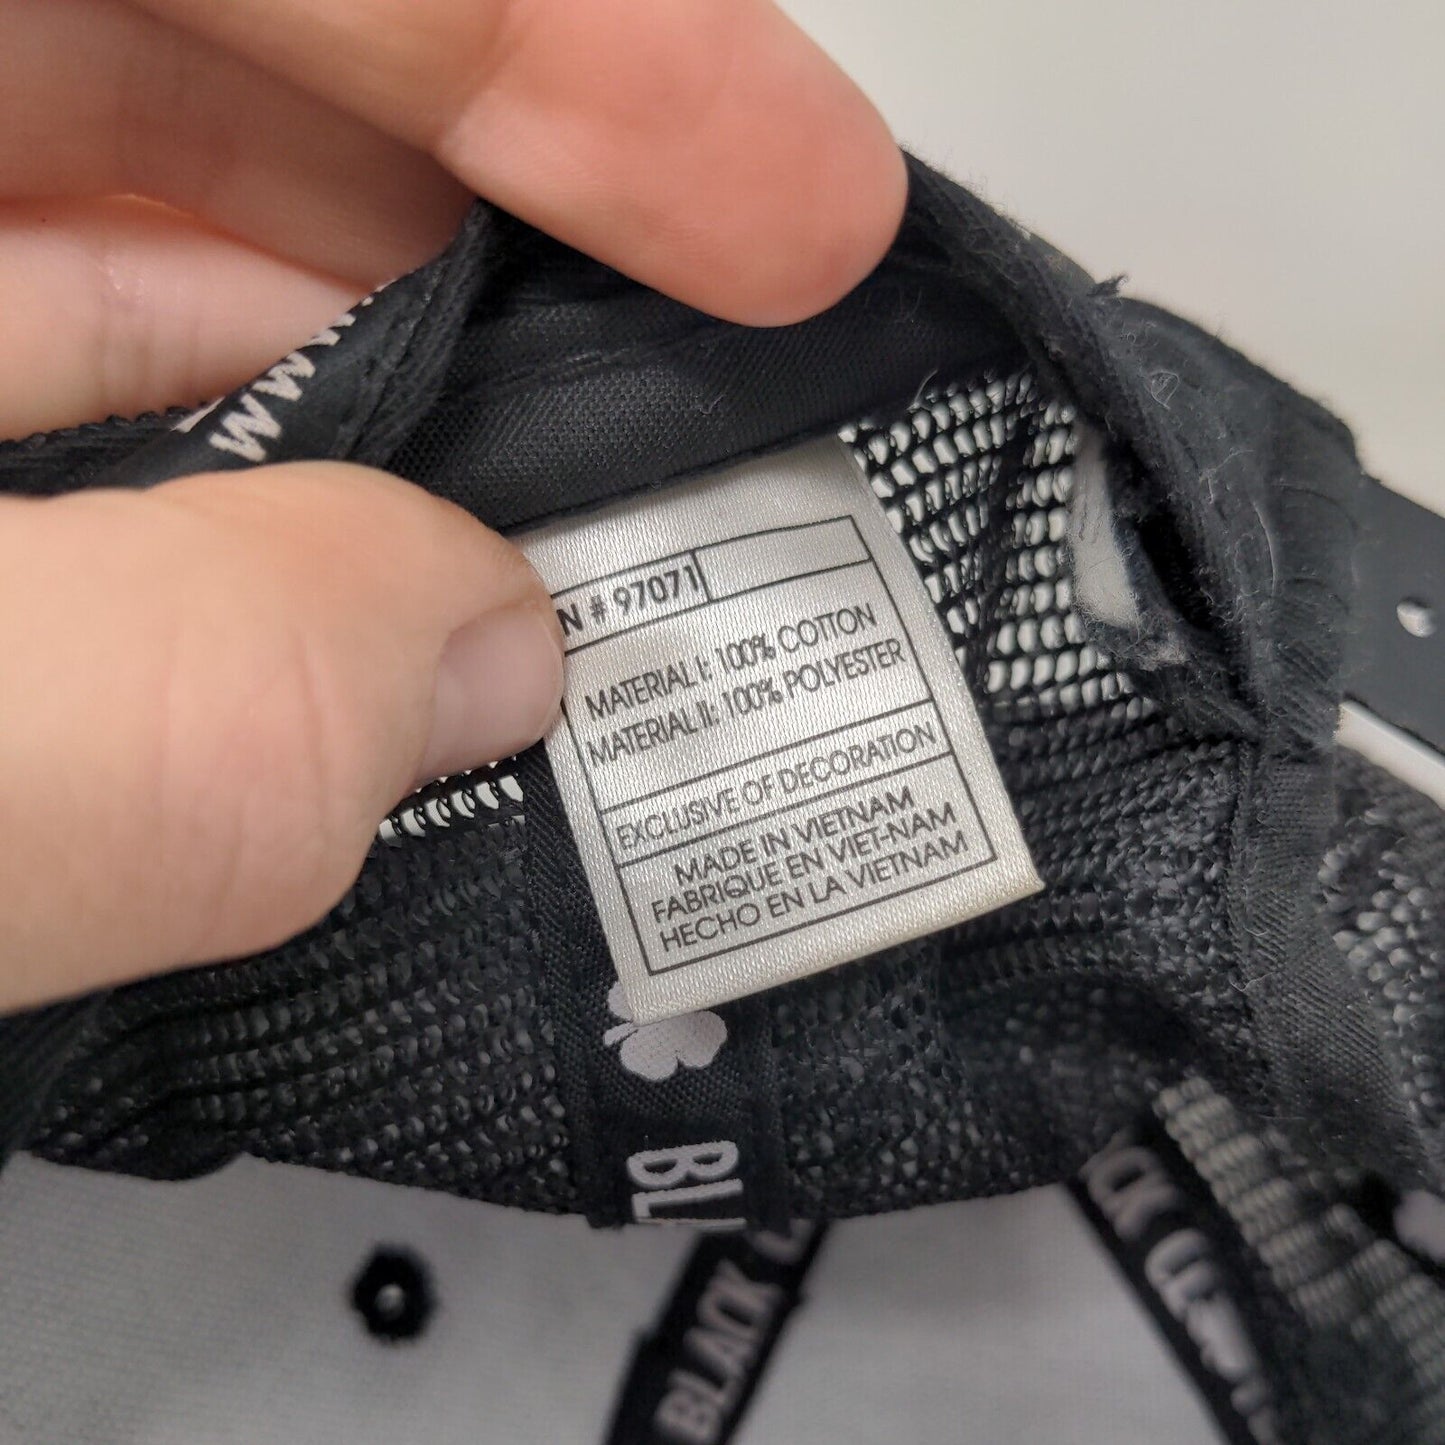 N # 97071
MATERIAL I: 100% COTTON
MATERIAL II: 100% POLYESTER
EXCLUSIVE OF DECORATION
MADE IN VIETNAM
FABRIQUE EN VIET-NAM
HECHO EN LA VIETNAM
BLACK